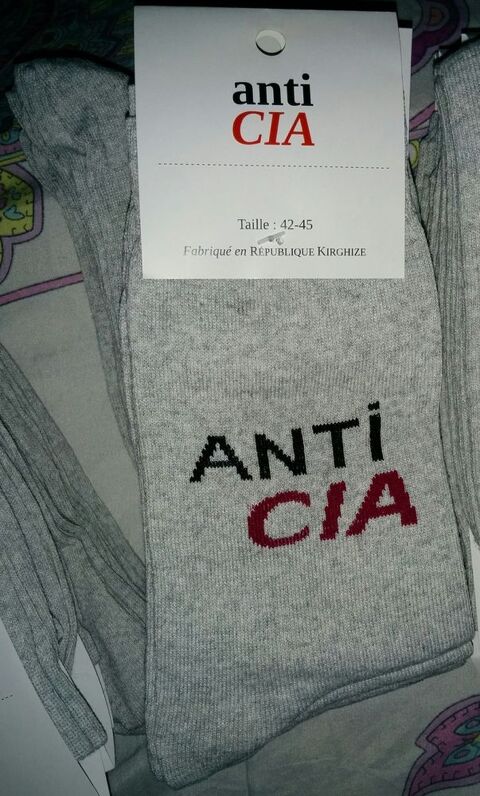 anti
CIA
Taille : 42-45
Fabriqué en RÉPUBLIQUE KIRGHIZE
ANTi
CIA